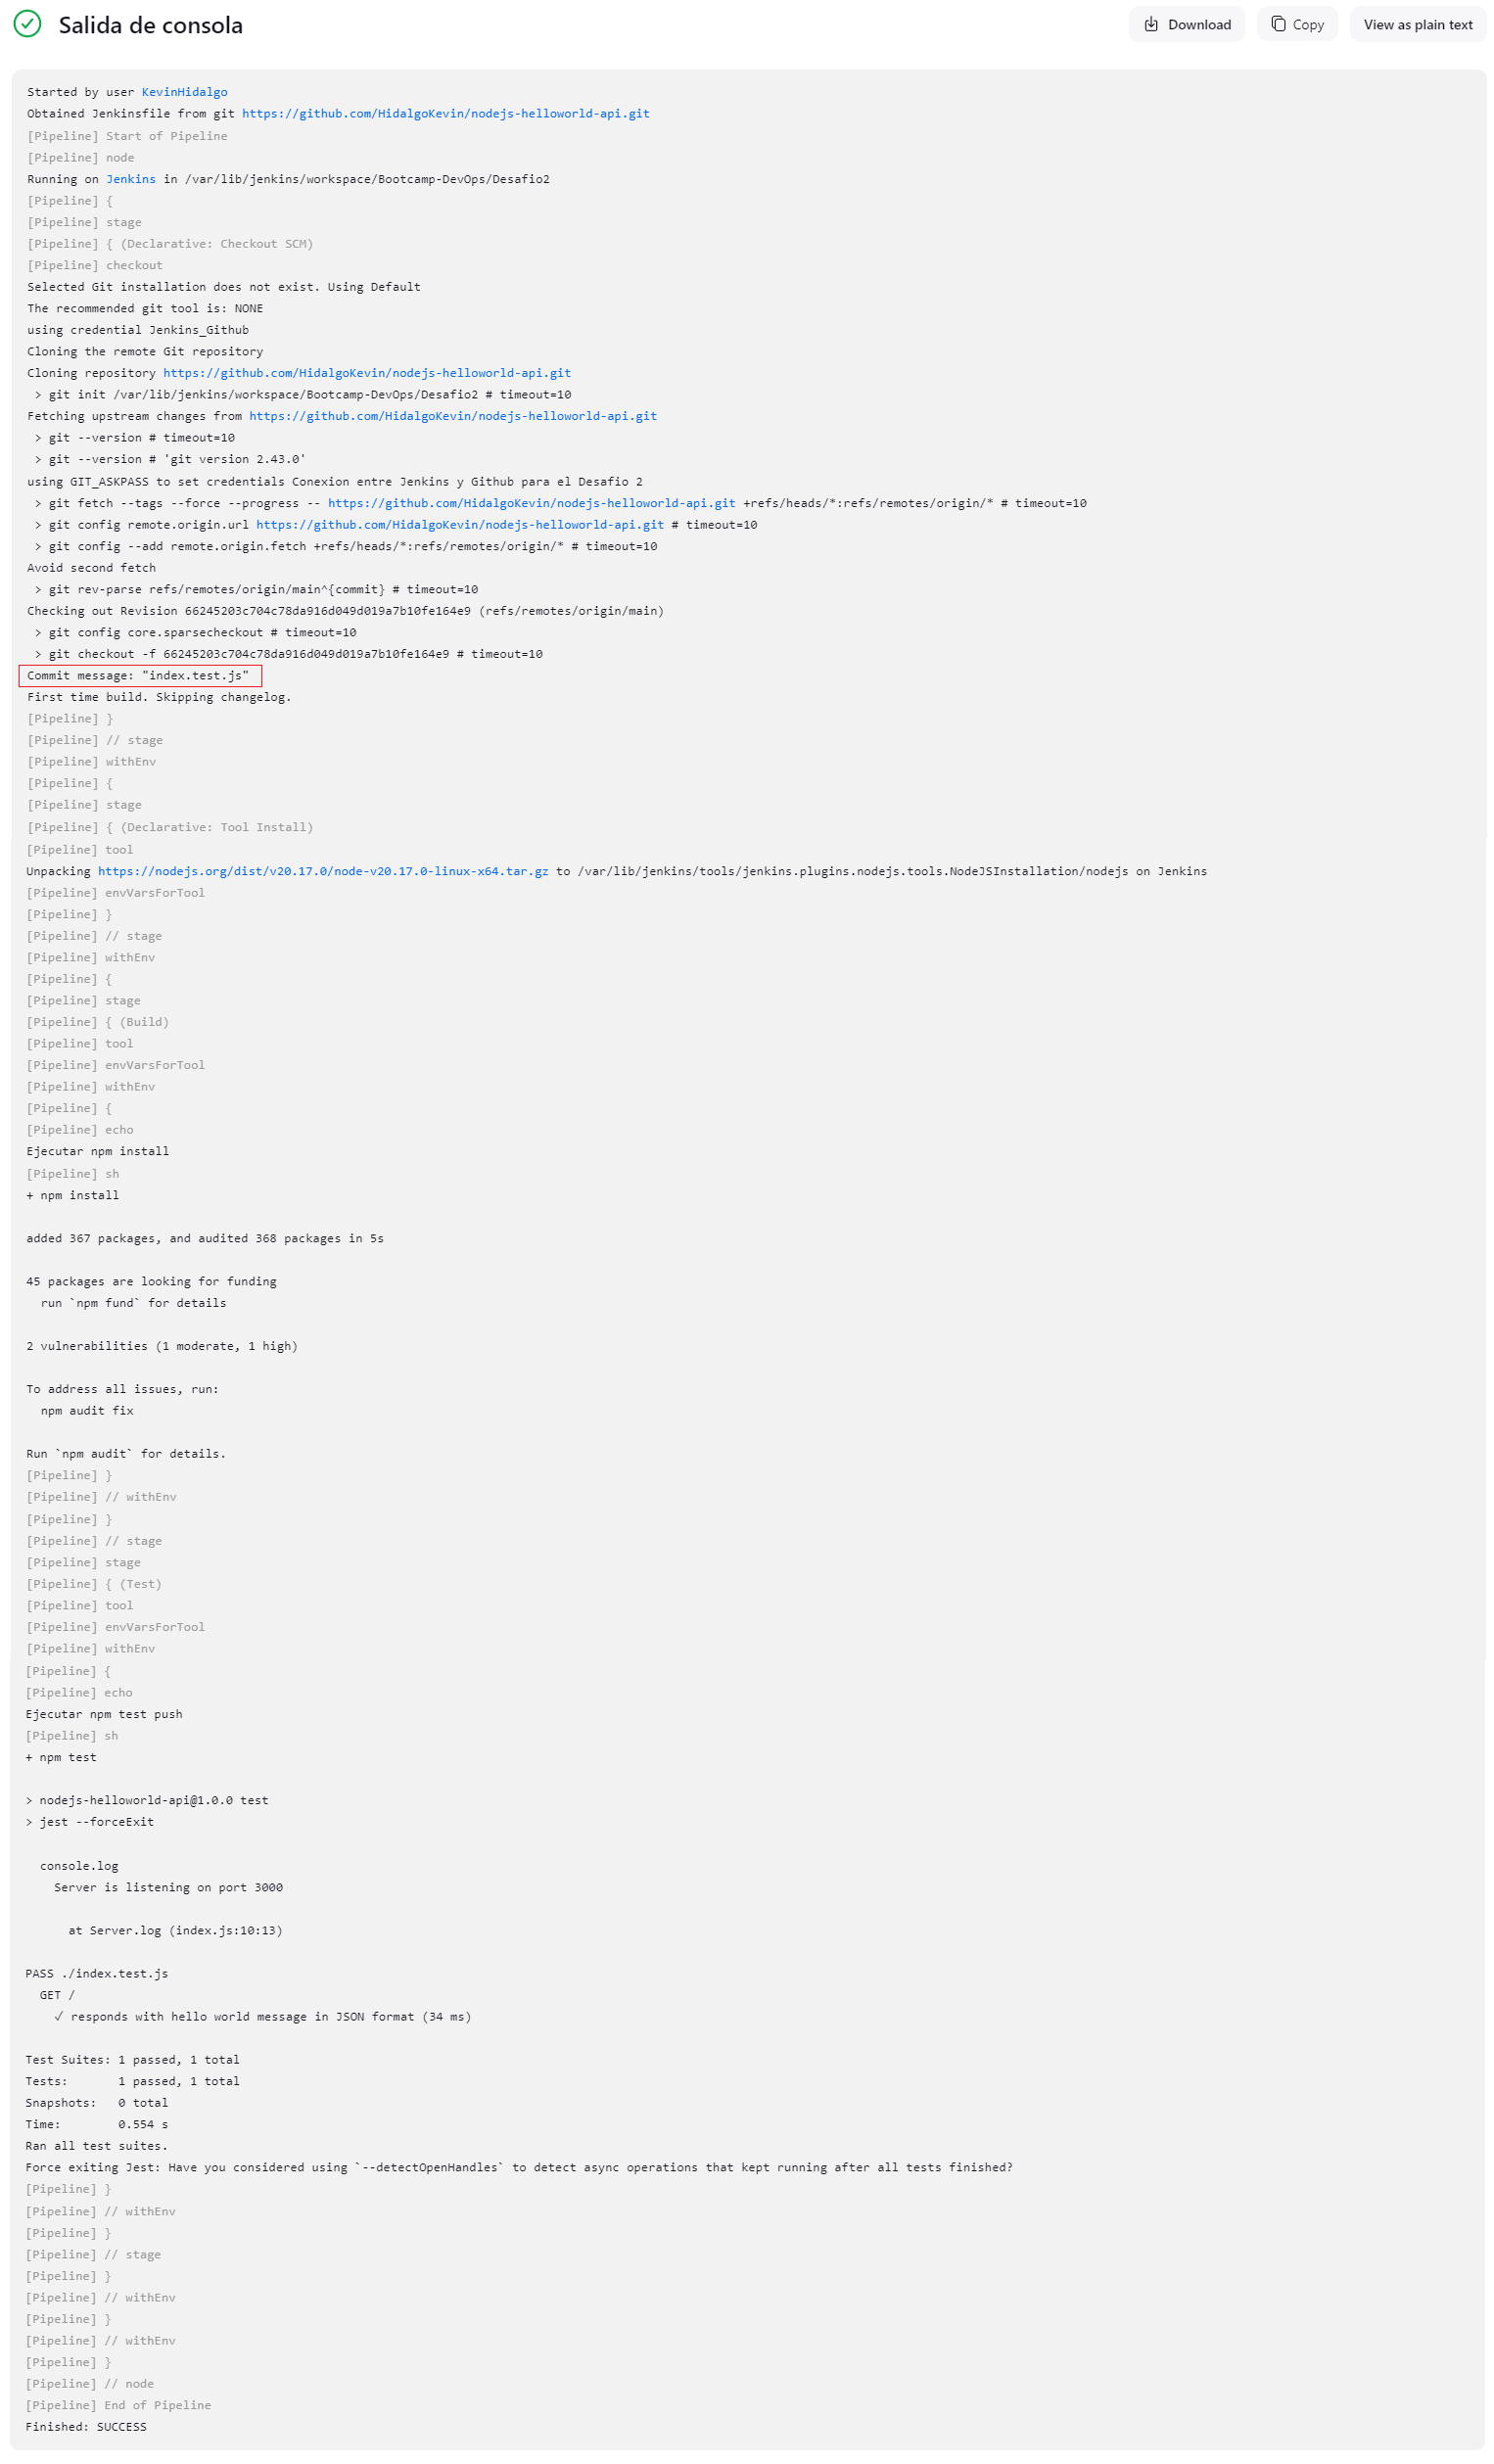 Salida de consola
Download
Copy
View as plain text
Started by user KevinHidalgo
Obtained Jenkinsfile from git https://github.com/HidalgoKevin/nodejs-helloworld-api.git
[Pipeline] Start of Pipeline
[Pipeline] node
Running on Jenkins in /var/lib/jenkins/workspace/Bootcamp-DevOps/Desafio2
[Pipeline] {
[Pipeline] stage
[Pipeline] { (Declarative: Checkout SCM)
[Pipeline] checkout
Selected Git installation does not exist. Using Default
The recommended git tool is: NONE
using credential Jenkins_Github
Cloning the remote Git repository
Cloning repository https://github.com/HidalgoKevin/nodejs-helloworld-api.git
 > git init /var/lib/jenkins/workspace/Bootcamp-DevOps/Desafio2 # timeout=10
Fetching upstream changes from https://github.com/HidalgoKevin/nodejs-helloworld-api.git
 > git --version # timeout=10
 > git --version # 'git version 2.43.0'
using GIT_ASKPASS to set credentials Conexion entre Jenkins y Github para el Desafio 2
 > git fetch --tags --force --progress -- https://github.com/HidalgoKevin/nodejs-helloworld-api.git +refs/heads/*:refs/remotes/origin/* # timeout=10
 > git config remote.origin.url https://github.com/HidalgoKevin/nodejs-helloworld-api.git # timeout=10
 > git config --add remote.origin.fetch +refs/heads/*:refs/remotes/origin/* # timeout=10
Avoid second fetch
 > git rev-parse refs/remotes/origin/main^{commit} # timeout=10
Checking out Revision 66245203c704c78da916d049d019a7b10fe164e9 (refs/remotes/origin/main)
 > git config core.sparsecheckout # timeout=10
 > git checkout -f 66245203c704c78da916d049d019a7b10fe164e9 # timeout=10
Commit message: "index.test.js"
First time build. Skipping changelog.
[Pipeline] }
[Pipeline] // stage
[Pipeline] withEnv
[Pipeline] {
[Pipeline] stage
[Pipeline] { (Declarative: Tool Install)
[Pipeline] tool
Unpacking https://nodejs.org/dist/v20.17.0/node-v20.17.0-linux-x64.tar.gz to /var/lib/jenkins/tools/jenkins.plugins.nodejs.tools.NodeJSInstallation/nodejs on Jenkins
[Pipeline] envVarsForTool
[Pipeline] }
[Pipeline] // stage
[Pipeline] withEnv
[Pipeline] {
[Pipeline] stage
[Pipeline] { (Build)
[Pipeline] tool
[Pipeline] envVarsForTool
[Pipeline] withEnv
[Pipeline] {
[Pipeline] echo
Ejecutar npm install
[Pipeline] sh
+ npm install
added 367 packages, and audited 368 packages in 5s
45 packages are looking for funding
  run `npm fund` for details
2 vulnerabilities (1 moderate, 1 high)
To address all issues, run:
  npm audit fix
Run `npm audit` for details.
[Pipeline] }
[Pipeline] // withEnv
[Pipeline] }
[Pipeline] // stage
[Pipeline] stage
[Pipeline] { (Test)
[Pipeline] tool
[Pipeline] envVarsForTool
[Pipeline] withEnv
[Pipeline] {
[Pipeline] echo
Ejecutar npm test push
[Pipeline] sh
+ npm test
> nodejs-helloworld-api@1.0.0 test
> jest --forceExit
  console.log
    Server is listening on port 3000
      at Server.log (index.js:10:13)
PASS ./index.test.js
  GET /
    √ responds with hello world message in JSON format (34 ms)
Test Suites: 1 passed, 1 total
Tests:       1 passed, 1 total
Snapshots:   0 total
Time:        0.554 s
Ran all test suites.
Force exiting Jest: Have you considered using `--detectOpenHandles` to detect async operations that kept running after all tests finished?
[Pipeline] }
[Pipeline] // withEnv
[Pipeline] }
[Pipeline] // stage
[Pipeline] }
[Pipeline] // withEnv
[Pipeline] }
[Pipeline] // withEnv
[Pipeline] }
[Pipeline] // node
[Pipeline] End of Pipeline
Finished: SUCCESS